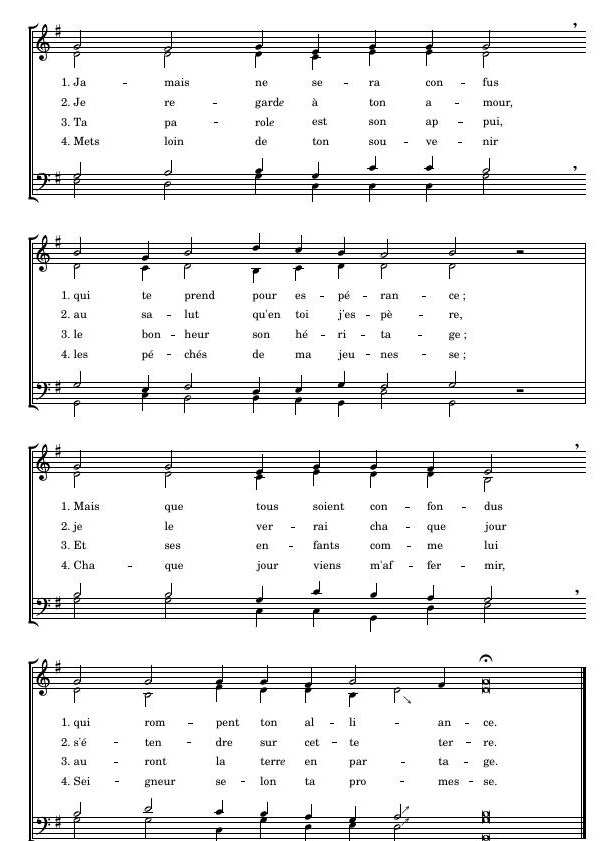 1. Ja – mais ne se – ra con – fus
2. Je re – garde à ton a – mour,
3. Ta pa – role est son ap – pui,
4. Mets loin de ton sou – ve – nir
1. qui te prend pour es – pé – ran – ce ;
2. au sa – lut qu'en toi j'es – pè – re,
3. le bon – heur son hé – ri – ta – ge ;
4. les pé – chés de ma jeu – nes – se ;
1. Mais que tous soient con – fon – dus
2. je le ver – rai cha – que jour
3. Et ses en – fants com – me lui
4. Cha – que jour viens m'af – fer – mir,
1. qui rom – pent ton al – li – an – ce.
2. s'é – ten – dre sur cet – te ter – re.
3. au – ront la terre en par – ta – ge.
4. Sei – gneur se – lon ta pro – mes – se.